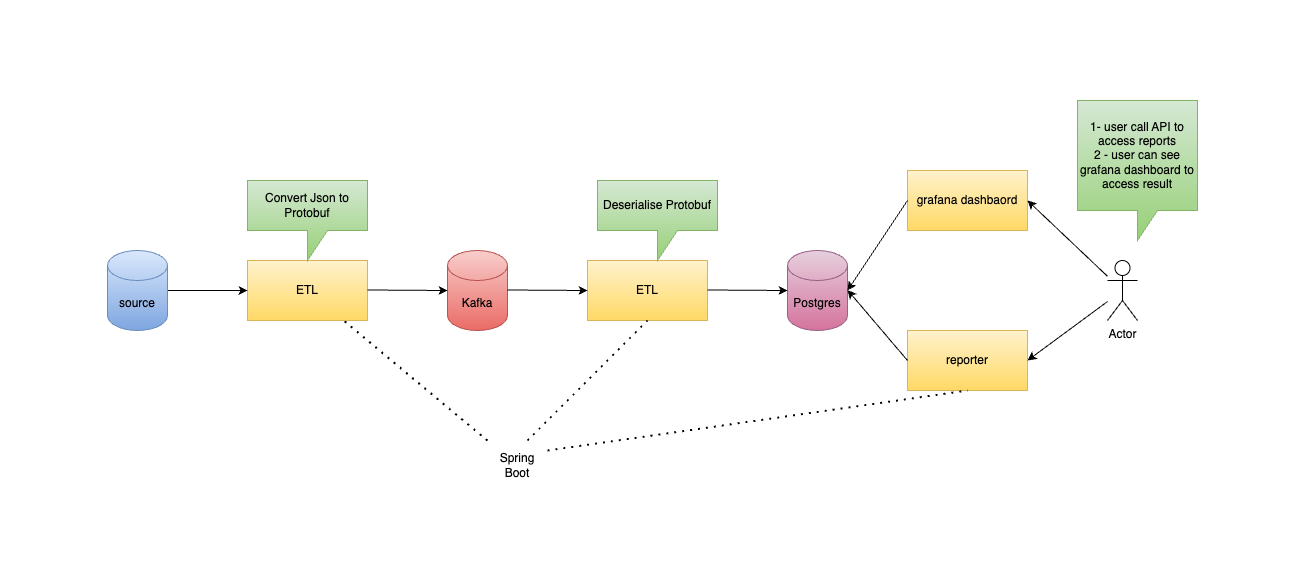 1- user call API to
access reports
2 - user can see
grafana dashboard to
access result
Convert Json to
Protobuf
Deserialise Protobuf
grafana dashbaord
source
ETL
Kafka
ETL
Postgres
Actor
reporter
Spring
Boot